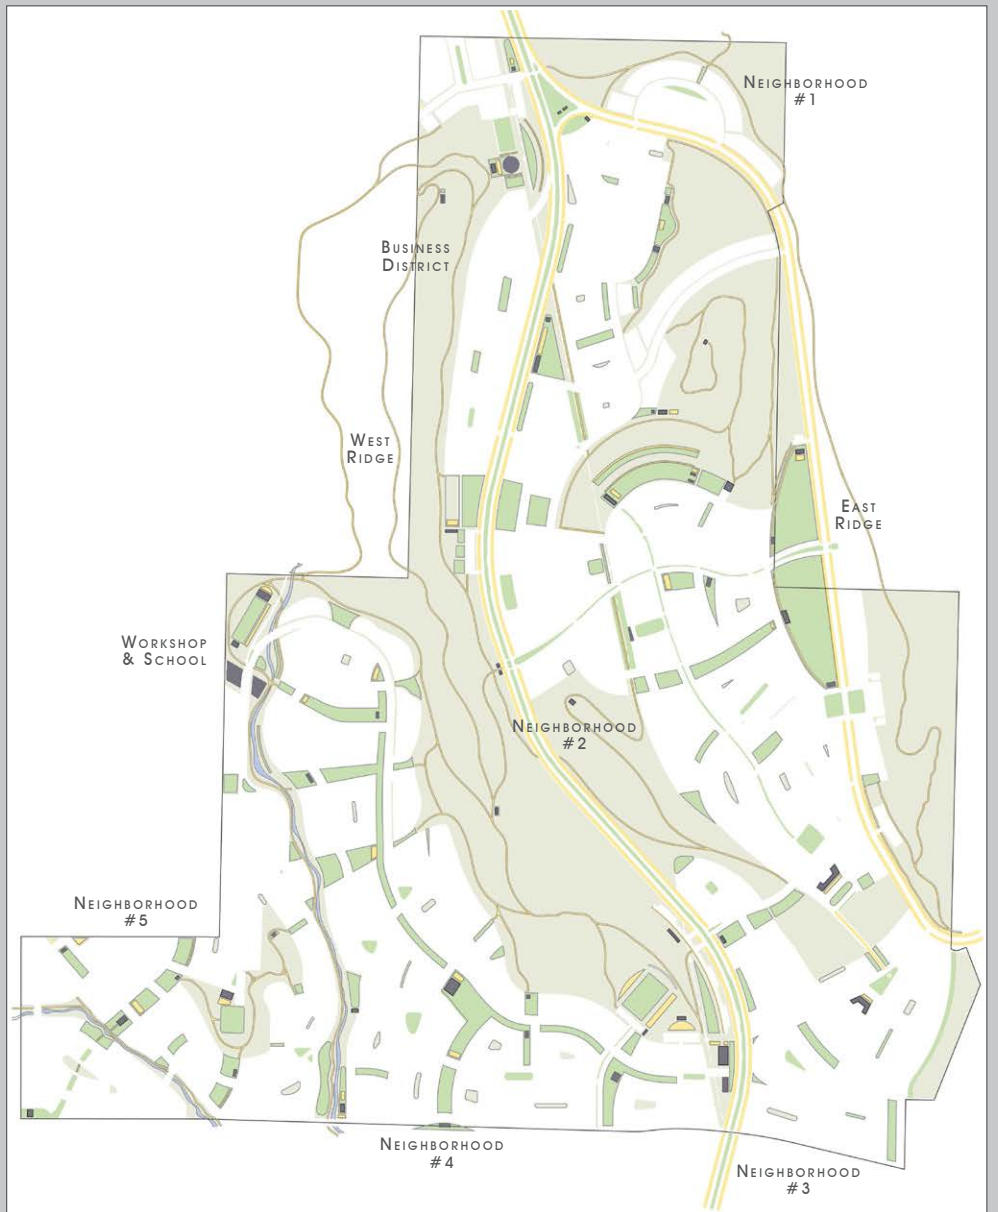 NEIGHBORHOOD
#1
BUSINESS
DISTRICT
WEST
RIDGE
EAST
RIDGE
WORKSHOP
& SCHOOL
NEIGHBORHOOD
#2
NEIGHBORHOOD
#5
NEIGHBORHOOD
#4
NEIGHBORHOOD
#3